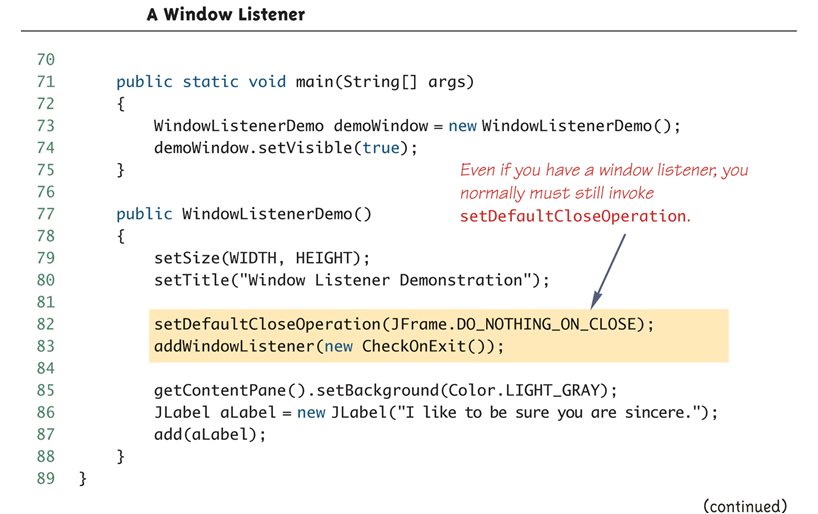 A Window Listener
70
71 public static void main(String[] args)
72 {
73 WindowListenerDemo demoWindow = new WindowListenerDemo();
74 demoWindow.setVisible(true);
75 }
76
77 public WindowListenerDemo()
78 {
79 setSize(WIDTH, HEIGHT);
80 setTitle("Window Listener Demonstration");
81
82 setDefaultCloseOperation(JFrame.DO_NOTHING_ON_CLOSE);
83 addWindowListener(new CheckOnExit());
84
85 getContentPane().setBackground(Color.LIGHT_GRAY);
86 JLabel aLabel = new JLabel("I like to be sure you are sincere.");
87 add(aLabel);
88 }
89 }
Even if you have a window listener, you
normally must still invoke
setDefaultCloseOperation.
(continued)